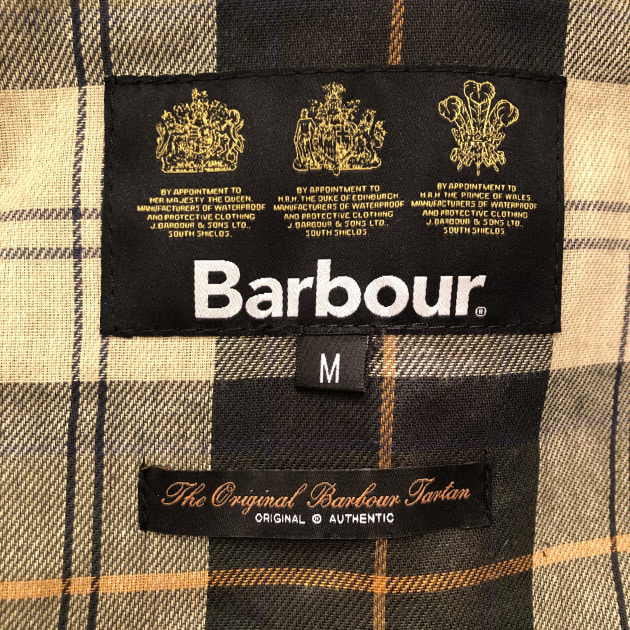 BY APPOINTMENT TO
HER MAJESTY THE QUEEN.
MANUFACTURERS OF WATERPROOF
AND PROTECTIVE CLOTHING
J. BARBOUR & SONS LTD.
SOUTH SHIELDS.
BY APPOINTMENT TO
H.R.H. THE DUKE OF EDINBURGH
MANUFACTURERS OF WATERPROOF
AND PROTECTIVE CLOTHING
J. BARBOUR & SONS LTD.
SOUTH SHIELDS.
BY APPOINTMENT TO
H.R.H. THE PRINCE OF WALES.
MANUFACTURERS OF WATERPROOF
AND PROTECTIVE CLOTHING
J. BARBOUR & SONS LTD.
SOUTH SHIELDS.
Barbour®
M
The Original Barbour Tartan
ORIGINAL ® AUTHENTIC